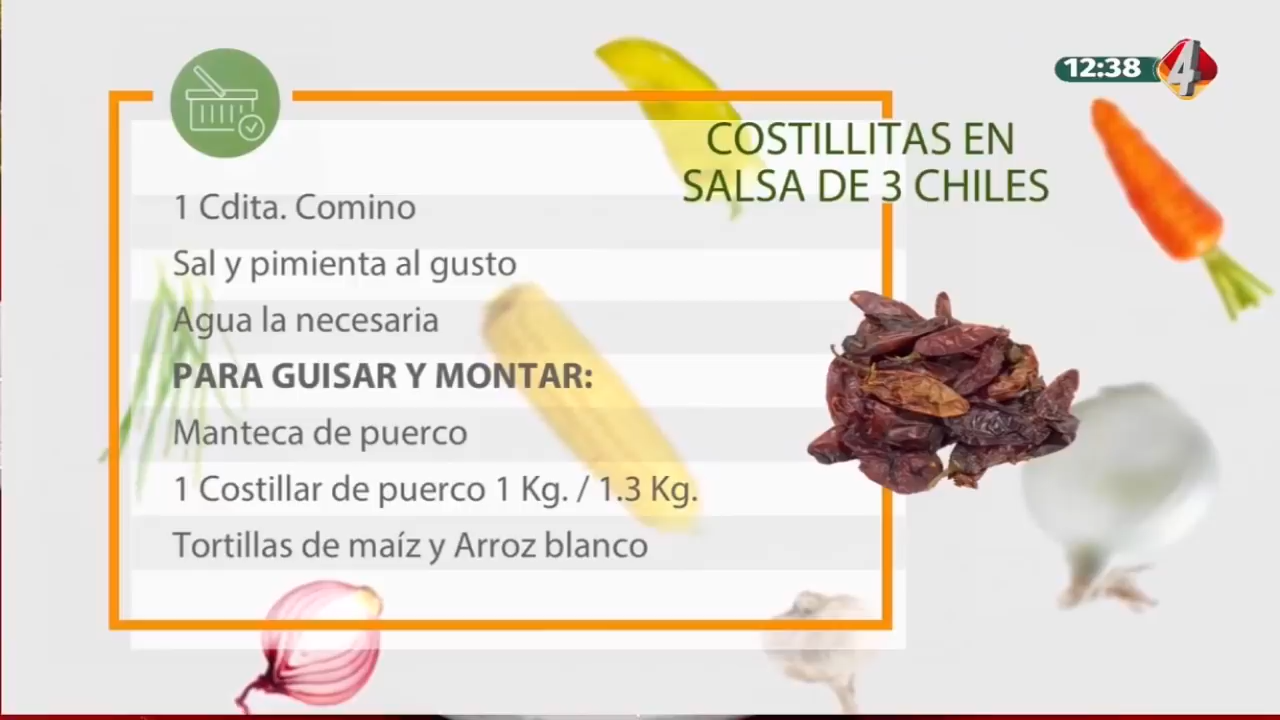 12:38
4
COSTILLITAS EN
SALSA DE 3 CHILES
1 Cdita. Comino
Sal y pimienta al gusto
Agua la necesaria
PARA GUISAR Y MONTAR:
Manteca de puerco
1 Costillar de puerco 1 Kg. / 1.3 Kg.
Tortillas de maíz y Arroz blanco